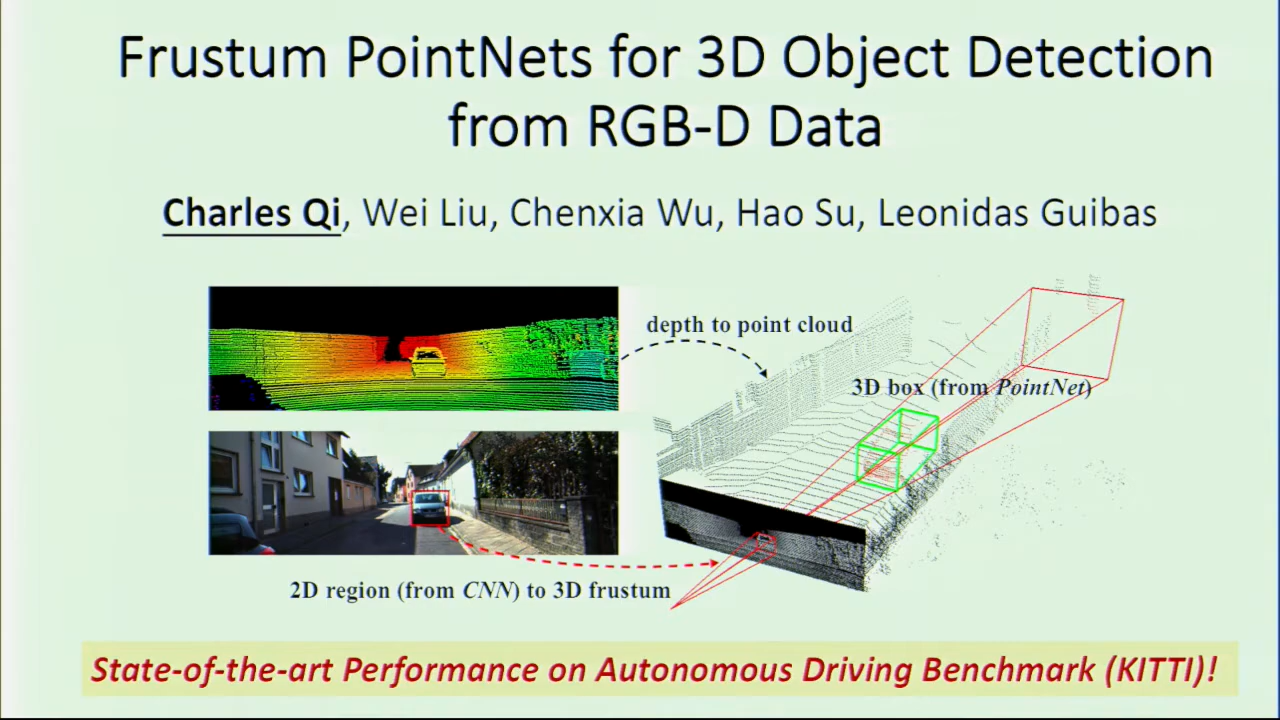 Frustum PointNets for 3D Object Detection
from RGB-D Data
Charles Qi, Wei Liu, Chenxia Wu, Hao Su, Leonidas Guibas
depth to point cloud
3D box (from PointNet)
2D region (from CNN) to 3D frustum
State-of-the-art Performance on Autonomous Driving Benchmark (KITTI)!